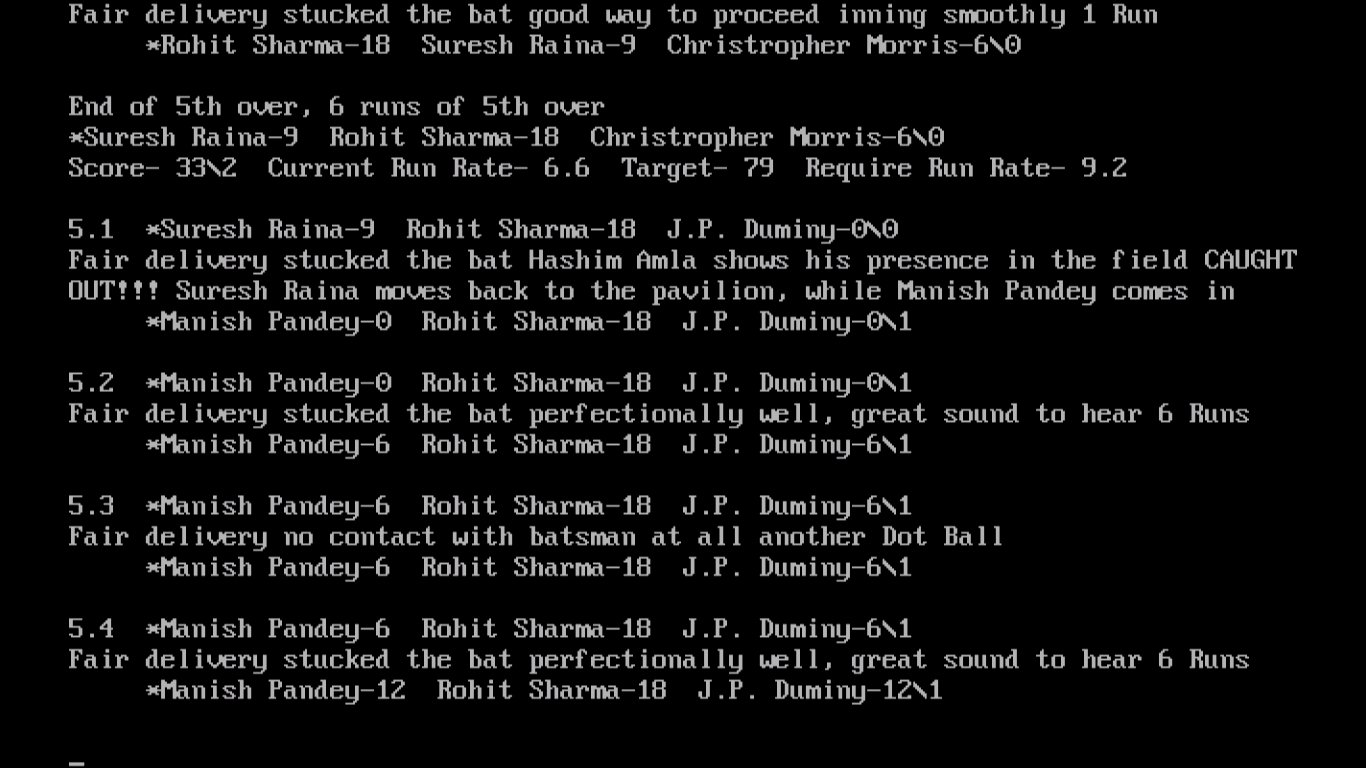 Fair delivery stucked the bat good way to proceed inning smoothly 1 Run
*Rohit Sharma-18  Suresh Raina-9  Christropher Morris-6\0
End of 5th over, 6 runs of 5th over
*Suresh Raina-9  Rohit Sharma-18  Christropher Morris-6\0
Score- 33\2  Current Run Rate- 6.6  Target- 79  Require Run Rate- 9.2
5.1  *Suresh Raina-9  Rohit Sharma-18  J.P. Duminy-0\0
Fair delivery stucked the bat Hashim Amla shows his presence in the field CAUGHT
OUT!!! Suresh Raina moves back to the pavilion, while Manish Pandey comes in
*Manish Pandey-0  Rohit Sharma-18  J.P. Duminy-0\1
5.2  *Manish Pandey-0  Rohit Sharma-18  J.P. Duminy-0\1
Fair delivery stucked the bat perfectionally well, great sound to hear 6 Runs
*Manish Pandey-6  Rohit Sharma-18  J.P. Duminy-6\1
5.3  *Manish Pandey-6  Rohit Sharma-18  J.P. Duminy-6\1
Fair delivery no contact with batsman at all another Dot Ball
*Manish Pandey-6  Rohit Sharma-18  J.P. Duminy-6\1
5.4  *Manish Pandey-6  Rohit Sharma-18  J.P. Duminy-6\1
Fair delivery stucked the bat perfectionally well, great sound to hear 6 Runs
*Manish Pandey-12  Rohit Sharma-18  J.P. Duminy-12\1